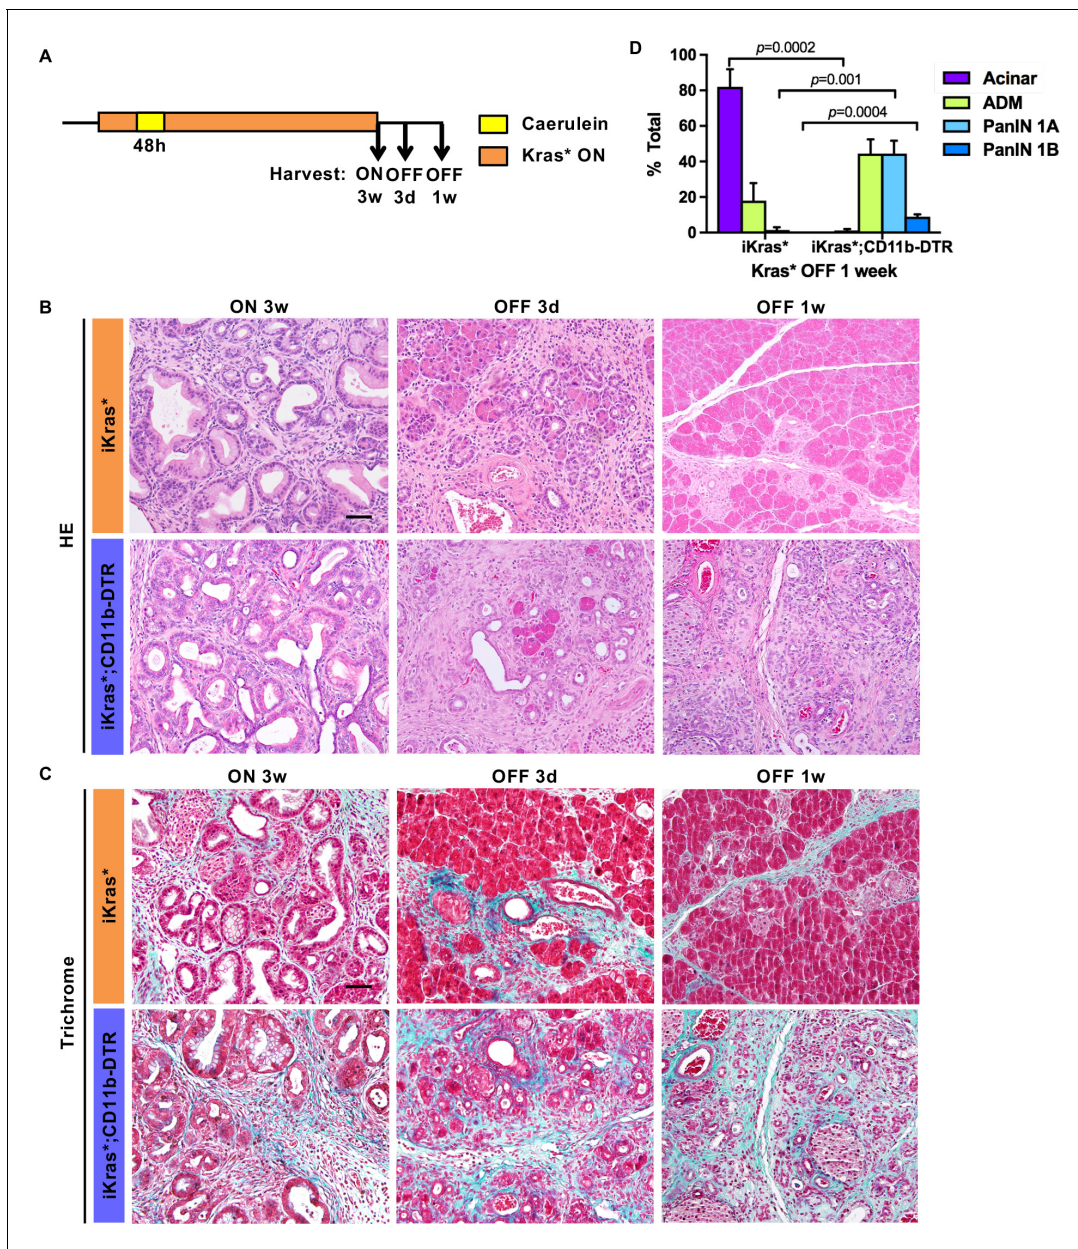 A
48h
Caerulein
Kras* ON
Harvest: ON OFF OFF
3w 3d 1w
D
p=0.0002
p=0.001
p=0.0004
% Total
100
80
60
40
20
0
iKras* iKras*;CD11b-DTR
Kras* OFF 1 week
Acinar
ADM
PanIN 1A
PanIN 1B
B
ON 3w OFF 3d OFF 1w
HE
iKras*
iKras*;CD11b-DTR
C
ON 3w OFF 3d OFF 1w
Trichrome
iKras*
iKras*;CD11b-DTR